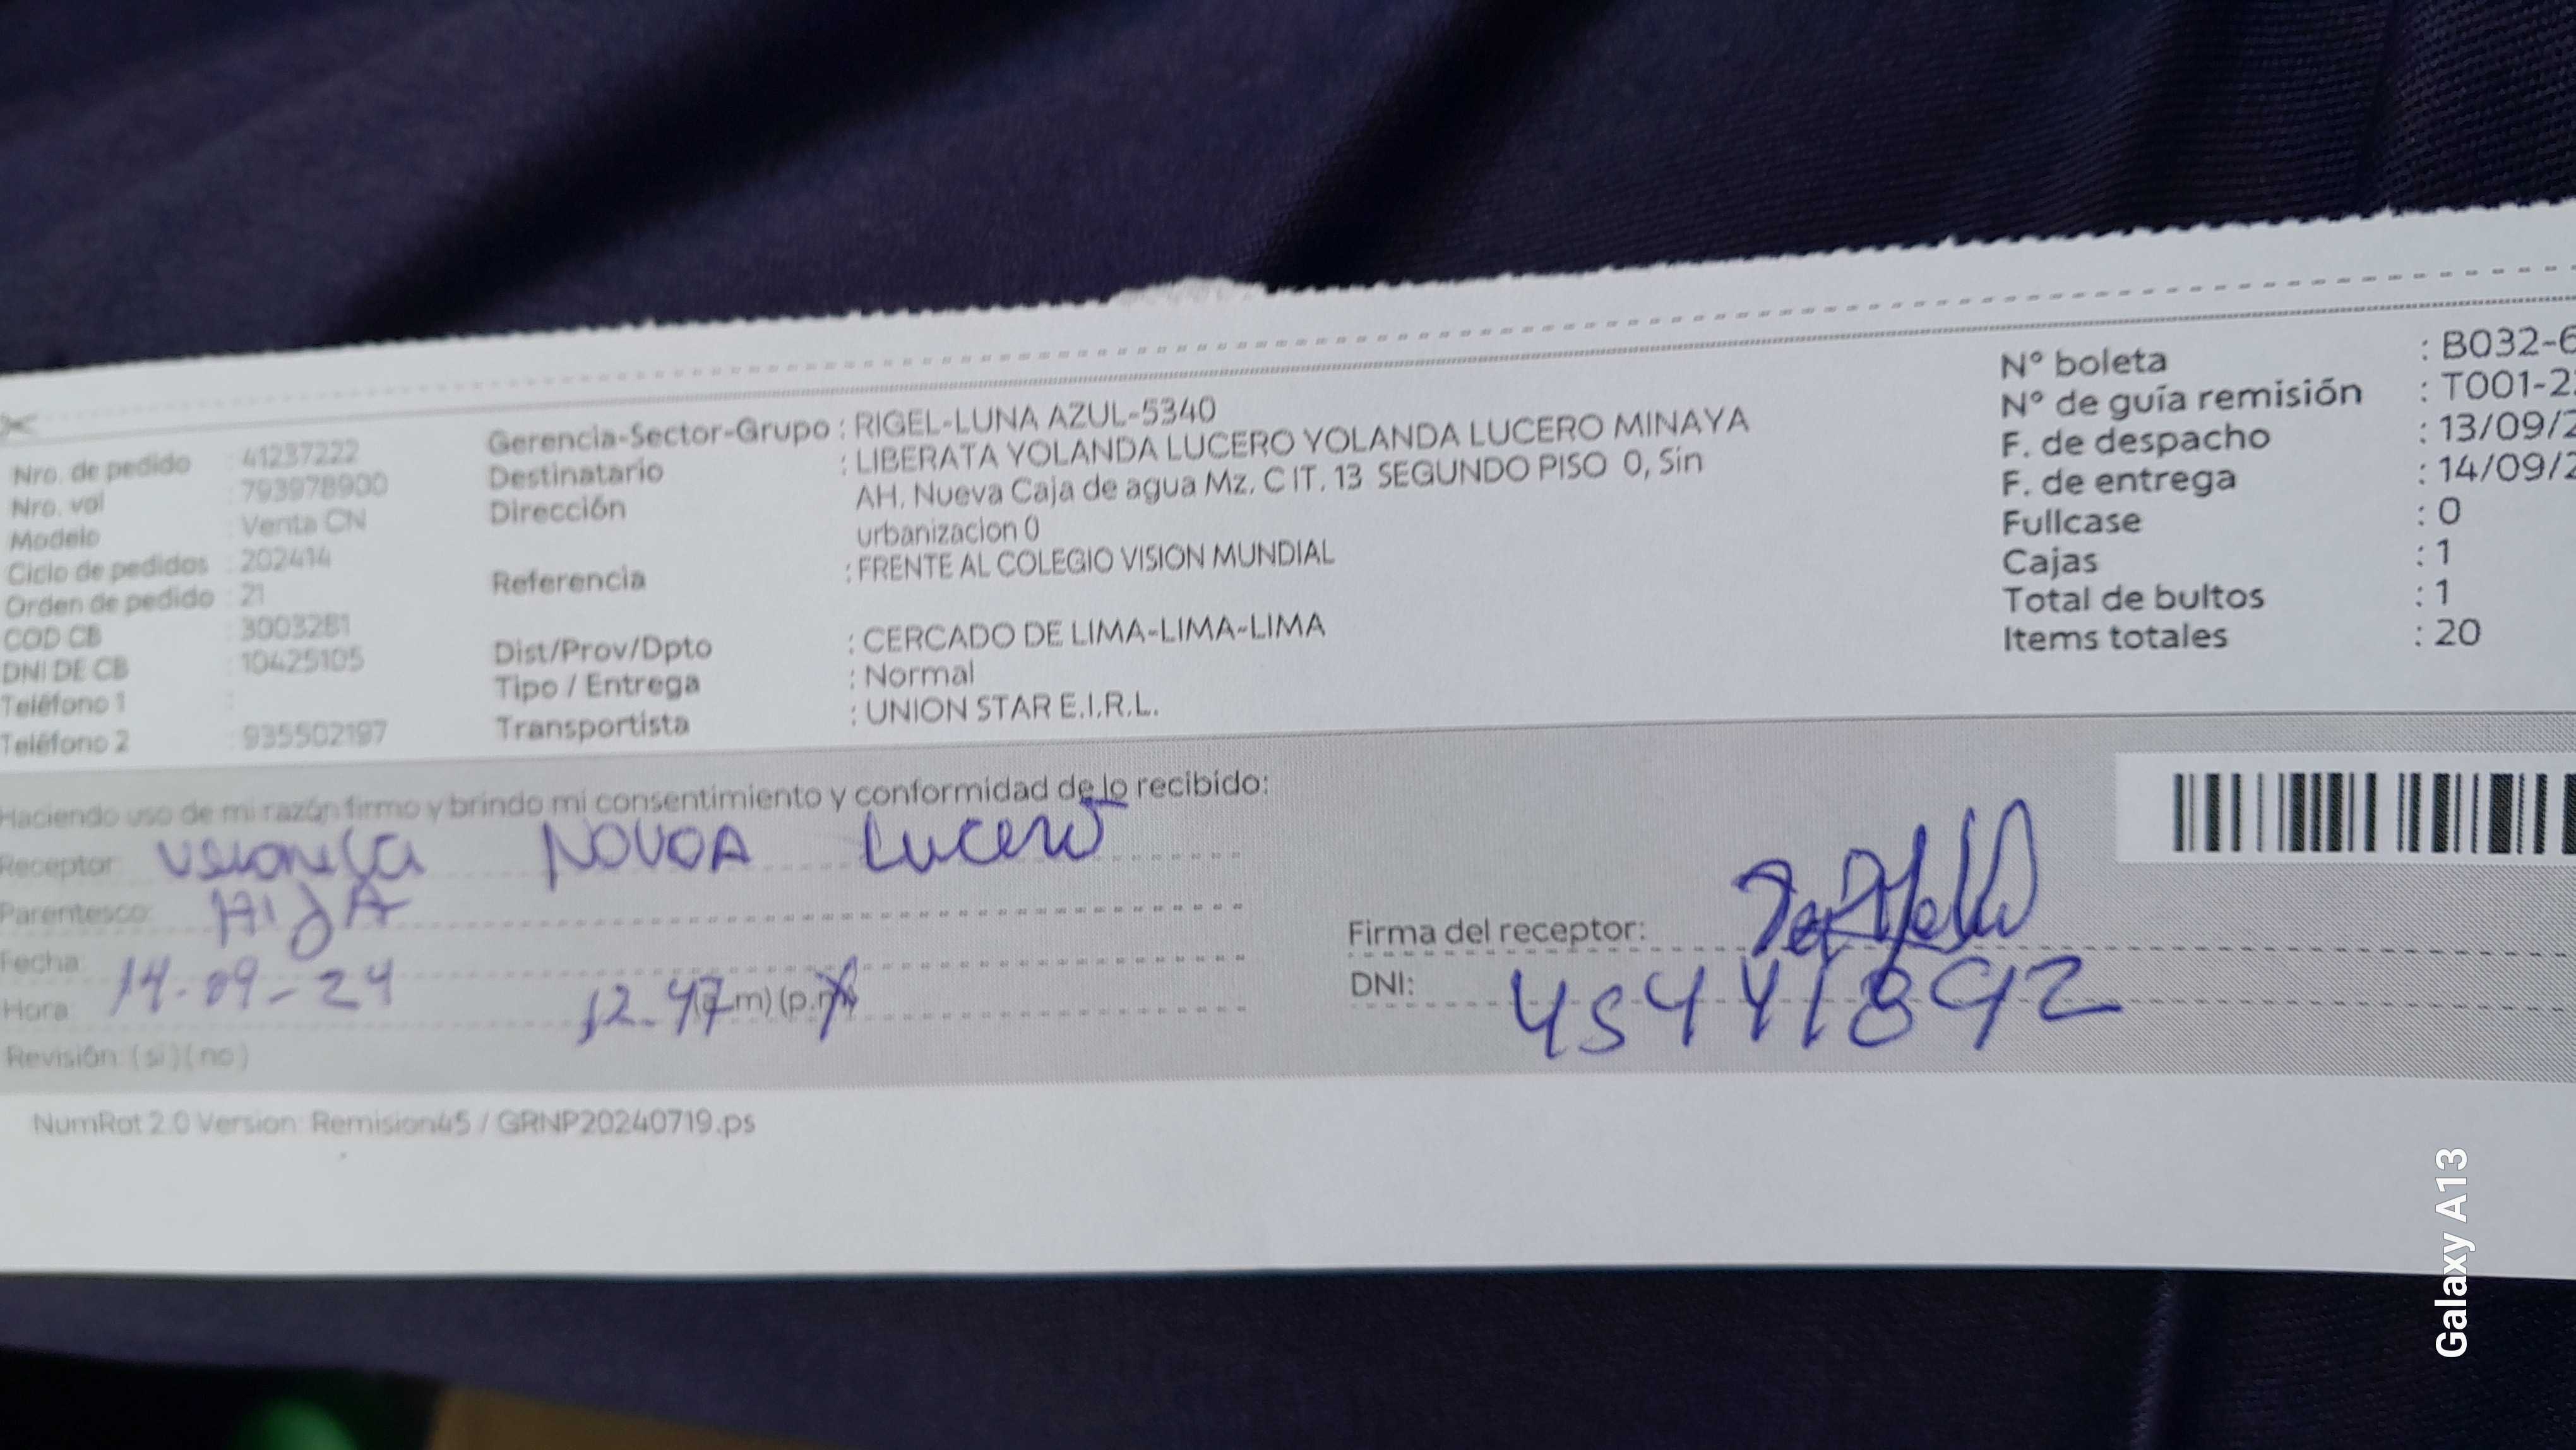 Nro. de pedido : 41237222
Nro. vol : 793978900
Modelo : Venta CN
Ciclo de pedidos : 202414
Orden de pedido : 21
COD CB : 3003281
DNI DE CB : 10425105
Teléfono 1 :
Teléfono 2 : 935502197
Gerencia-Sector-Grupo : RIGEL-LUNA AZUL-5340
Destinatario : LIBERATA YOLANDA LUCERO YOLANDA LUCERO MINAYA
Dirección AH. Nueva Caja de agua Mz. C lT. 13 SEGUNDO PISO 0, Sin
urbanizacion 0
Referencia : FRENTE AL COLEGIO VISION MUNDIAL
Dist/Prov/Dpto : CERCADO DE LIMA-LIMA-LIMA
Tipo / Entrega : Normal
Transportista : UNION STAR E.I.R.L.
N° boleta : B032-6
N° de guía remisión : T001-2
F. de despacho : 13/09/2
F. de entrega : 14/09/2
Fullcase : 0
Cajas : 1
Total de bultos : 1
Items totales : 20
Haciendo uso de mi razón firmo y brindo mi consentimiento y conformidad de lo recibido:
Receptor: Veronica NOVOA Lucero
Parentesco: HIJA
Fecha: 14-09-24
Hora: 12.47 (a.m) (p.m)
Revisión: (si) (no)
Firma del receptor:
DNI: 45441892
NumRot 2.0 Version: Remision45 / GRNP20240719.ps
Galaxy A13